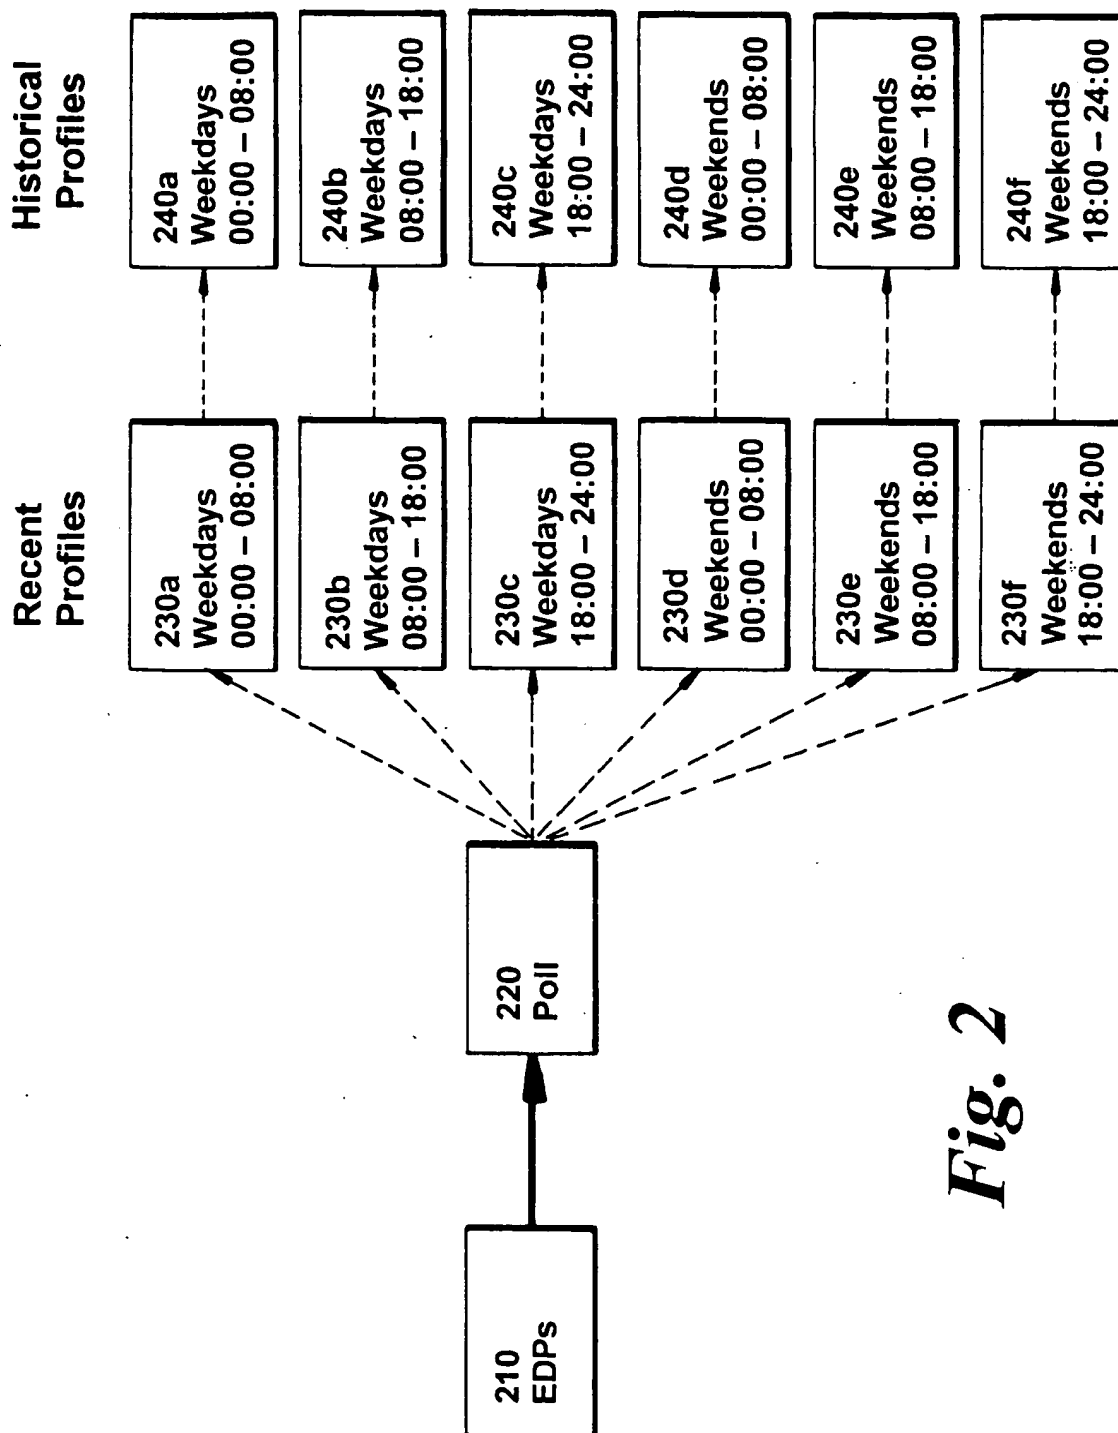 Recent
Profiles
Historical
Profiles
210
EDPs
220
Poll
230a
Weekdays
00:00 – 08:00
240a
Weekdays
00:00 – 08:00
230b
Weekdays
08:00 – 18:00
240b
Weekdays
08:00 – 18:00
230c
Weekdays
18:00 – 24:00
240c
Weekdays
18:00 – 24:00
230d
Weekends
00:00 – 08:00
240d
Weekends
00:00 – 08:00
230e
Weekends
08:00 – 18:00
240e
Weekends
08:00 – 18:00
230f
Weekends
18:00 – 24:00
240f
Weekends
18:00 – 24:00
Fig. 2